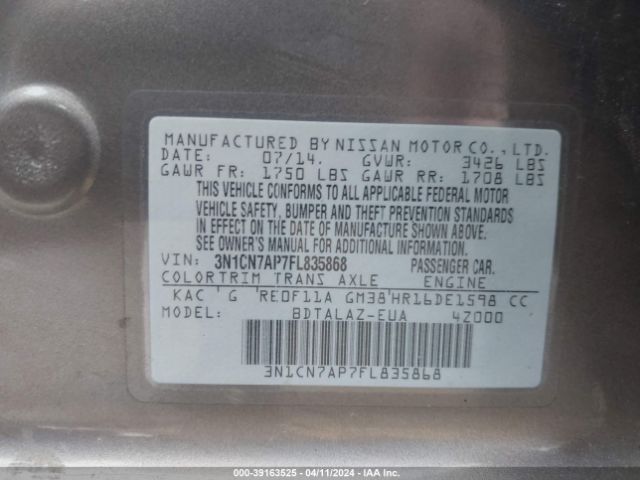 MANUFACTURED BY NISSAN MOTOR CO., LTD.
DATE: 07/14. GVWR: 3426 LBS
GAWR FR: 1750 LBS GAWR RR: 1708 LBS
THIS VEHICLE CONFORMS TO ALL APPLICABLE FEDERAL MOTOR
VEHICLE SAFETY, BUMPER AND THEFT PREVENTION STANDARDS
IN EFFECT ON THE DATE OF MANUFACTURE SHOWN ABOVE.
SEE OWNER'S MANUAL FOR ADDITIONAL INFORMATION.
VIN: 3N1CN7AP7FL835868 PASSENGER CAR.
COLOR TRIM TRANS AXLE ENGINE
KAC G RE0F11A GM38 HR16DE1598 CC
MODEL: BDTALAZ-EUA 4Z000
3N1CN7AP7FL835868
000-39163525 - 04/11/2024 - IAA Inc.